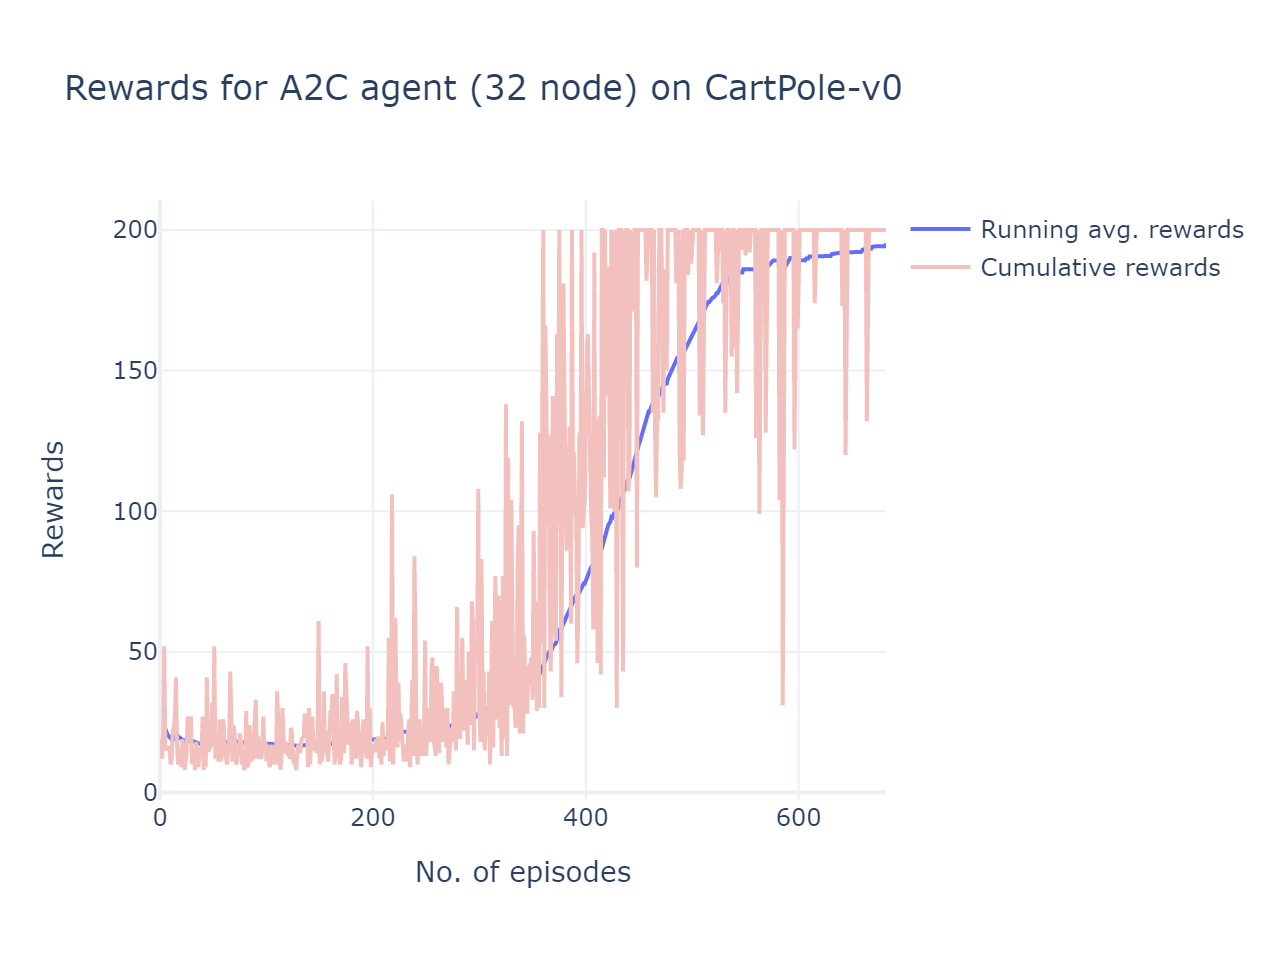 Rewards for A2C agent (32 node) on CartPole-v0
Running avg. rewards
Cumulative rewards
200
150
100
50
0
Rewards
0 200 400 600
No. of episodes